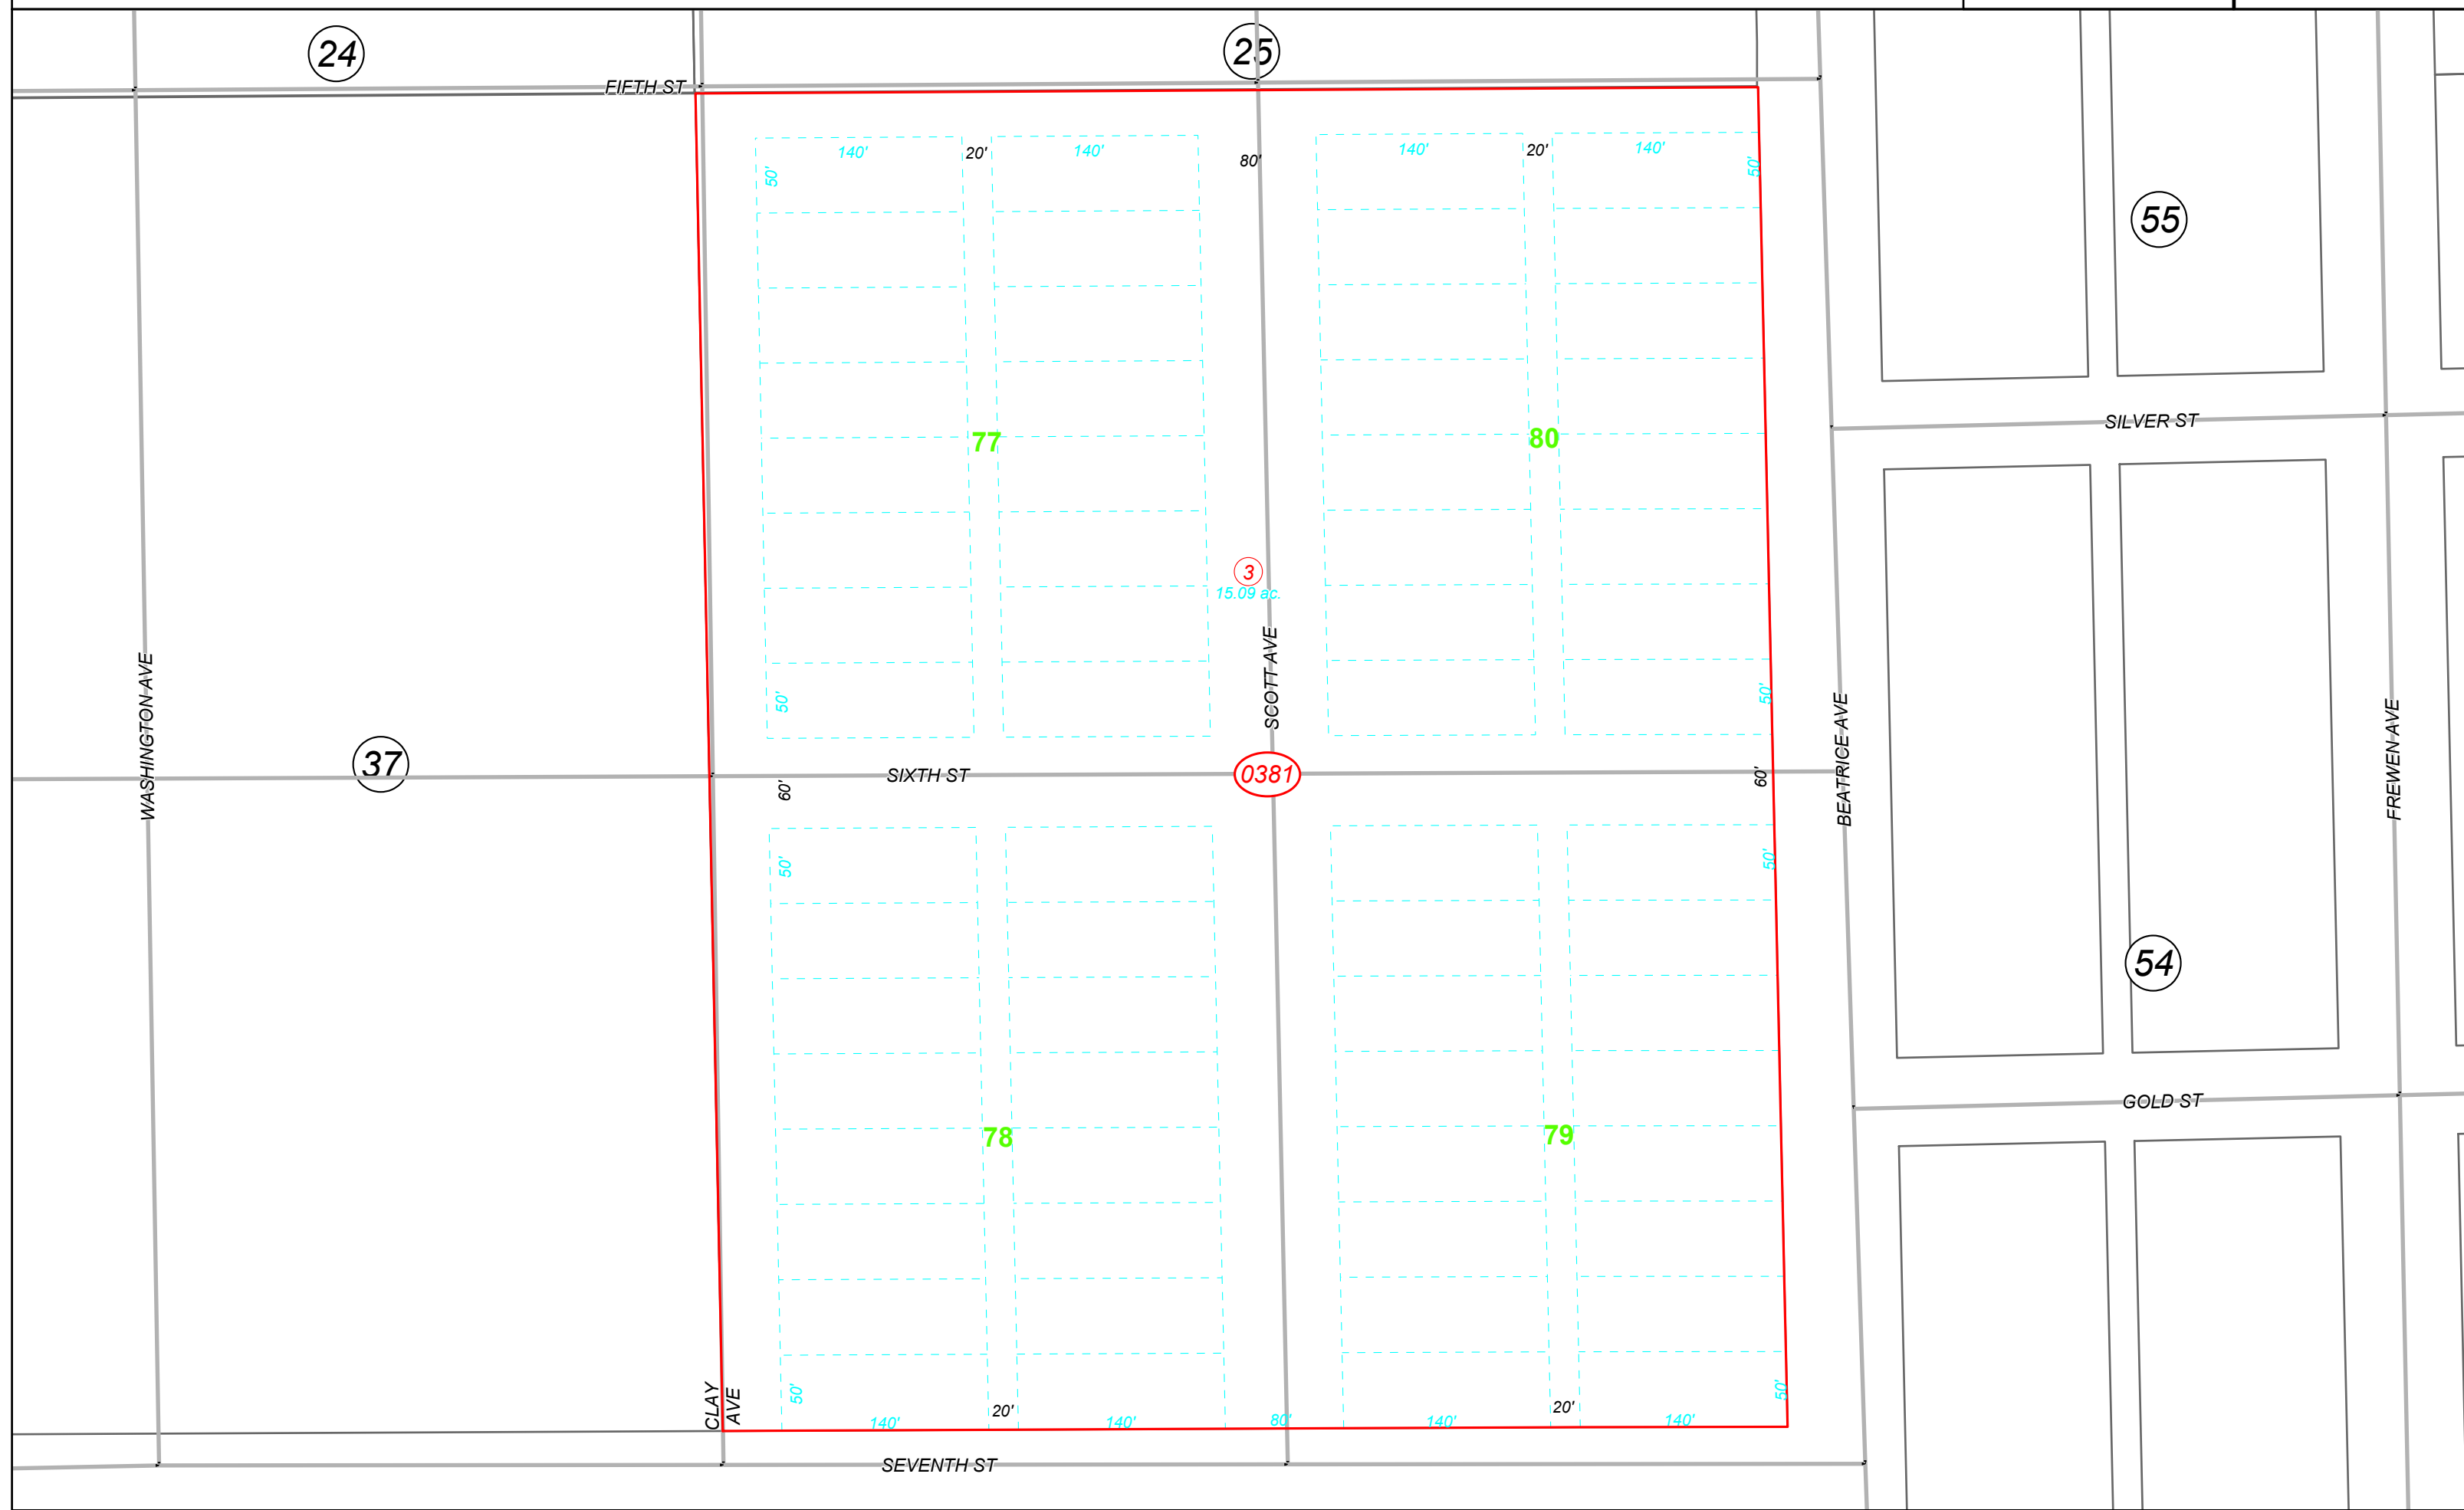 24
25
FIFTH ST
140'
20'
140'
80'
140'
20'
140'
50'
50'
55
SILVER ST
77
80
3
15.09 ac.
SCOTT AVE
WASHINGTON AVE
50'
50'
BEATRICE AVE
FREWEN AVE
37
SIXTH ST
0381
60'
60'
50'
50'
54
GOLD ST
78
79
CLAY
AVE
50'
50'
140'
20'
140'
80'
140'
20'
140'
SEVENTH ST